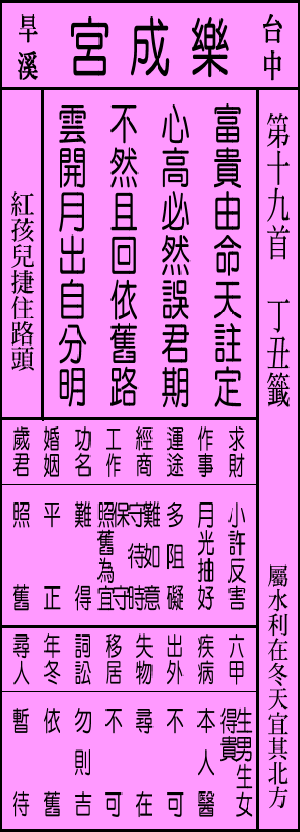 台中
樂成宮
旱溪
第十九首　丁丑籤
屬水利在冬天宜其北方
富貴由命天註定
心高必然誤君期
不然且回依舊路
雲開月出自分明
紅孩兒捷住路頭
求財　小許反害
作事　月光抽好
運途　多阻礙
經商　難如意　守待時
工作　保守　照舊為宜
功名　難得
婚姻　平正
歲君　照舊
六甲　生男生女　得貴
疾病　本人醫
出外　不可
失物　尋在
移居　不可
詞訟　勿則吉
年冬　依舊
尋人　暫待